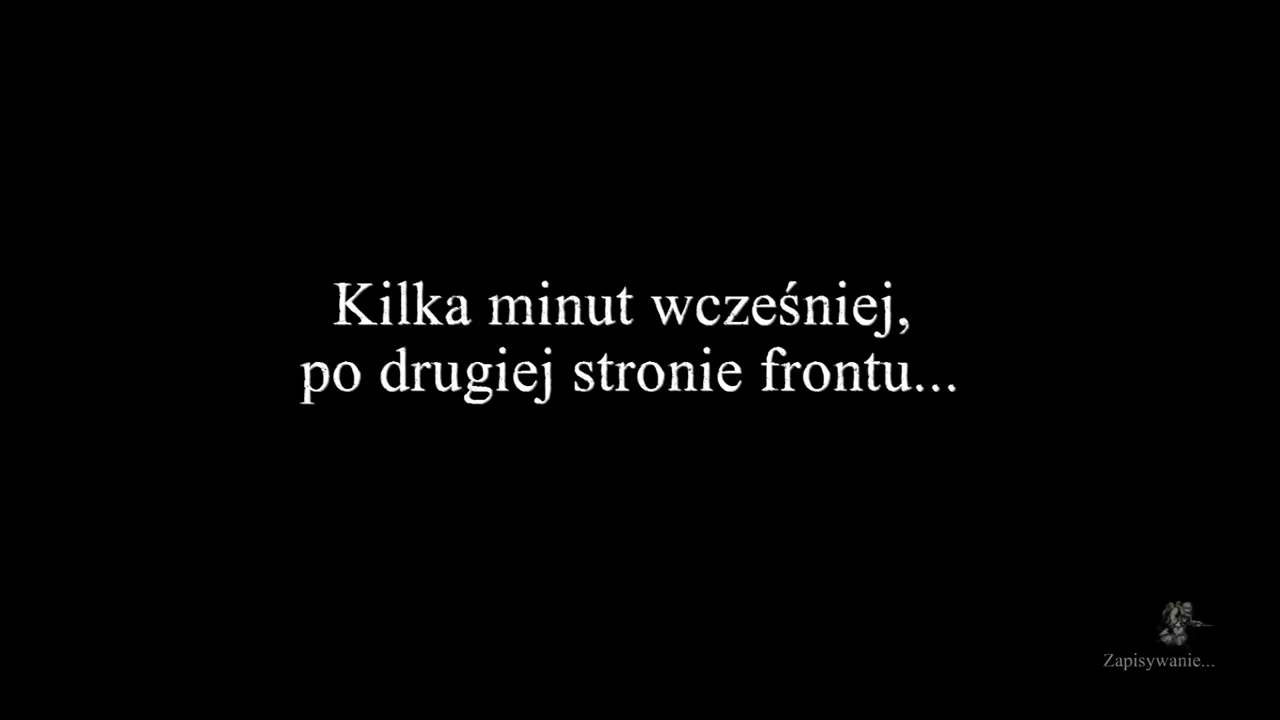 Kilka minut wcześniej,
po drugiej stronie frontu...
Zapisywanie...